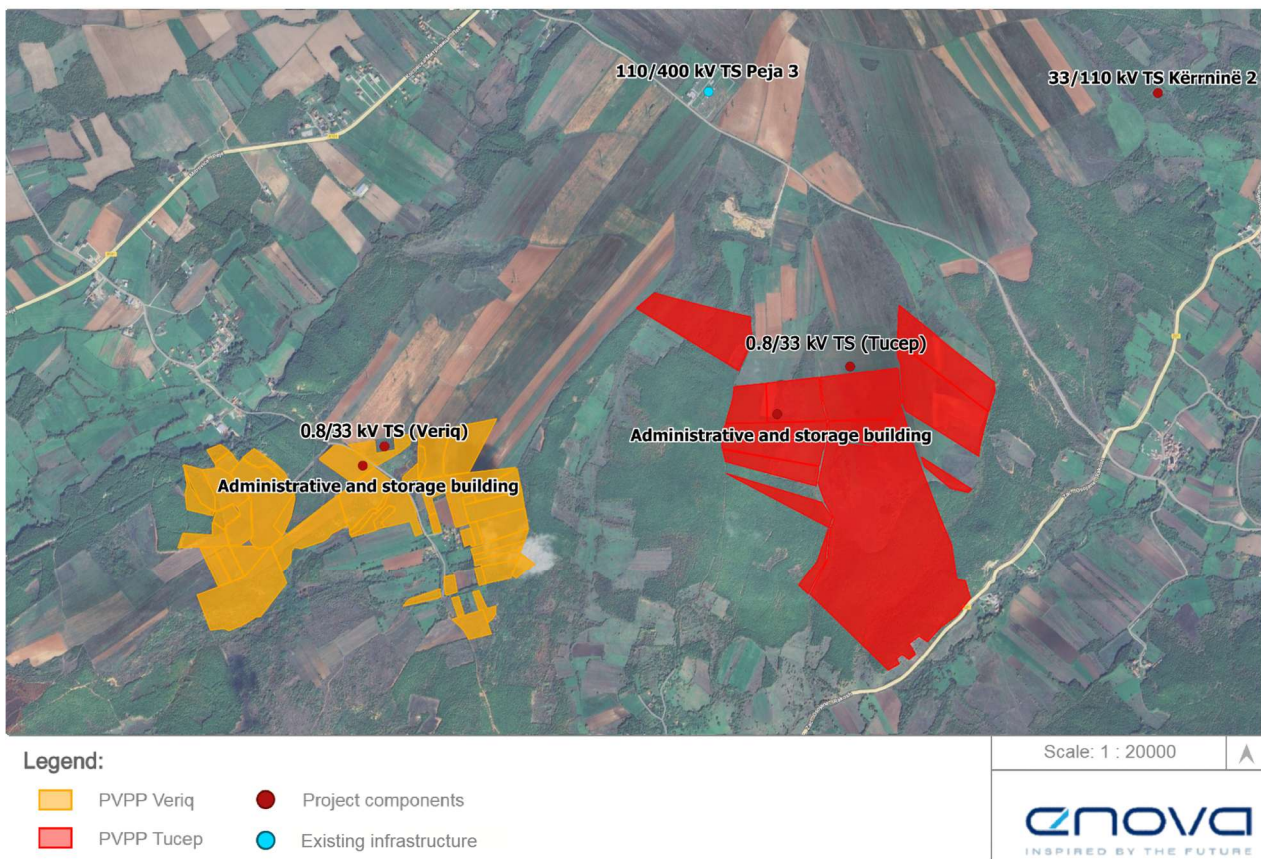 110/400 kV TS Peja 3
33/110 kV TS Kërrninë 2
0.8/33 kV TS (Tucep)
0.8/33 kV TS (Veriq)
Administrative and storage building
Administrative and storage building
Legend:
PVPP Veriq
Project components
PVPP Tucep
Existing infrastructure
Scale: 1 : 20000
enova
INSPIRED BY THE FUTURE